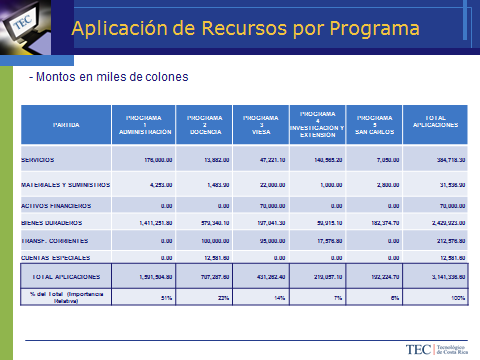 TEC
Aplicación de Recursos por Programa
- Montos en miles de colones
PARTIDA PROGRAMA 1 ADMINISTRACIÓN PROGRAMA 2 DOCENCIA PROGRAMA 3 VIESA PROGRAMA 4 INVESTIGACIÓN Y EXTENSIÓN PROGRAMA 5 SAN CARLOS TOTAL APLICACIONES
SERVICIOS 176,000.00 13,882.00 47,221.10 140,565.20 7,050.00 384,718.30
MATERIALES Y SUMINISTROS 4,253.00 1,483.90 22,000.00 1,000.00 2,800.00 31,536.90
ACTIVOS FINANCIEROS 0.00 0.00 70,000.00 0.00 0.00 70,000.00
BIENES DURADEROS 1,411,251.80 579,340.10 197,041.30 59,915.10 182,374.70 2,429,923.00
TRANSF. CORRIENTES 0.00 100,000.00 95,000.00 17,576.80 0.00 212,576.80
CUENTAS ESPECIALES 0.00 12,581.60 0.00 0.00 0.00 12,581.60
TOTAL APLICACIONES 1,591,504.80 707,287.60 431,262.40 219,057.10 192,224.70 3,141,336.60
% del Total (Importancia Relativa) 51% 23% 14% 7% 6% 100%
TEC Tecnológico de Costa Rica